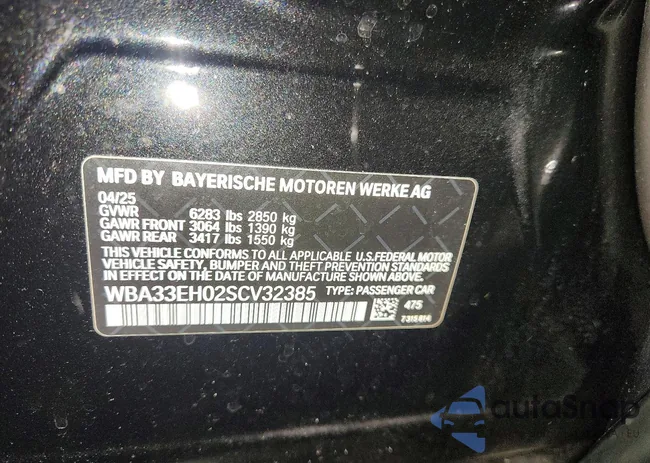 MFD BY BAYERISCHE MOTOREN WERKE AG
04/25
GVWR 6283 lbs 2850 kg
GAWR FRONT 3064 lbs 1390 kg
GAWR REAR 3417 lbs 1550 kg
THIS VEHICLE CONFORMS TO ALL APPLICABLE U.S.FEDERAL MOTOR
VEHICLE SAFETY, BUMPER AND THEFT PREVENTION STANDARDS
IN EFFECT ON THE DATE OF MANUFACTURE SHOWN ABOVE.
WBA33EH02SCV32385 TYPE: PASSENGER CAR
475
7315814
autoSnap